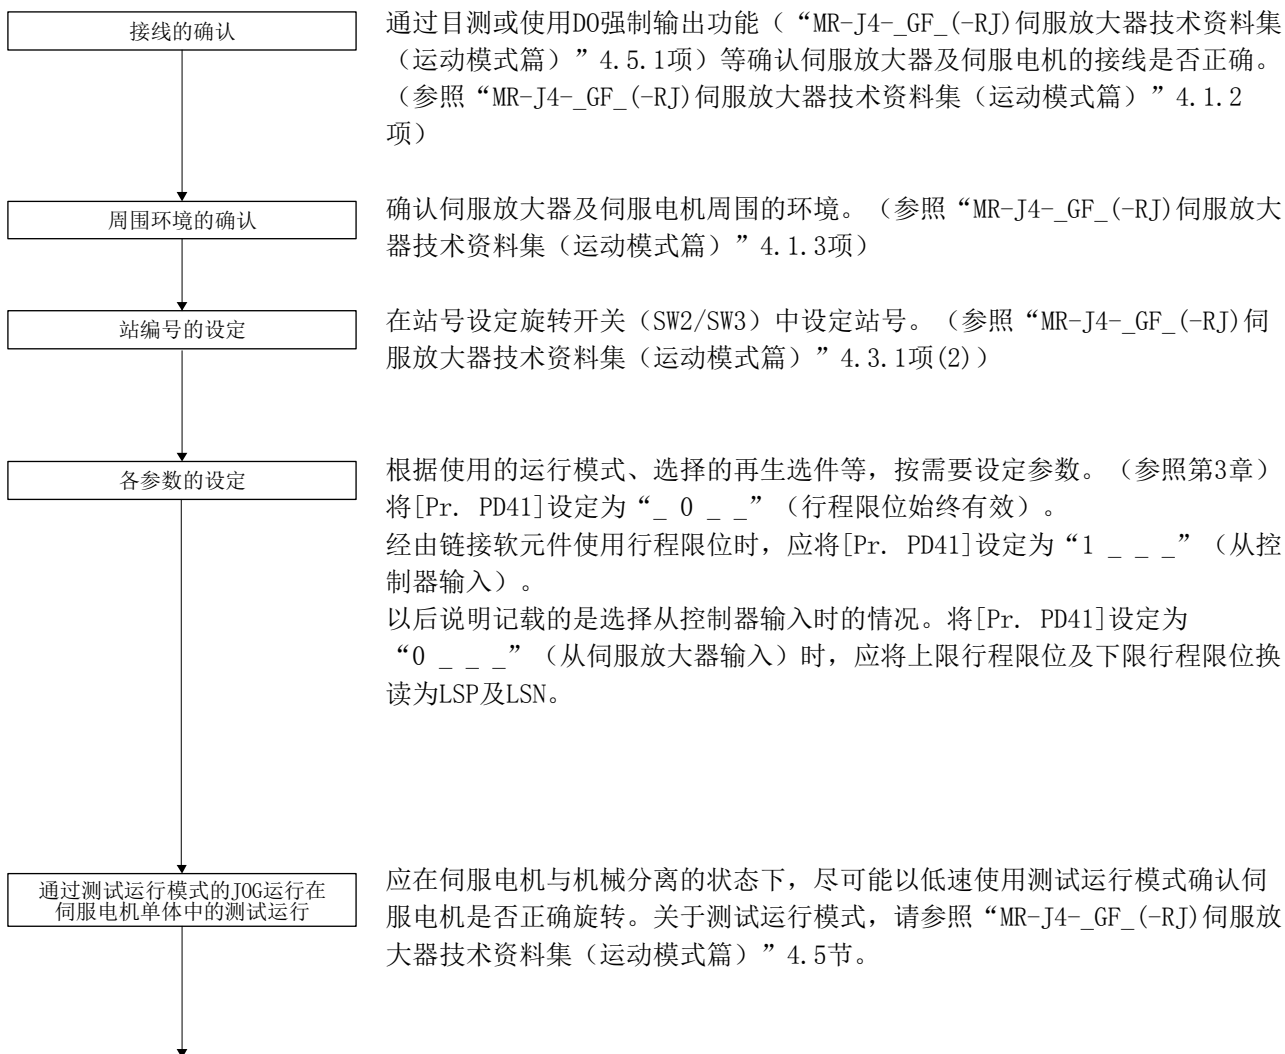 接线的确认
通过目测或使用DO强制输出功能（“MR-J4-_GF_(-RJ)伺服放大器技术资料集
（运动模式篇）”4.5.1项）等确认伺服放大器及伺服电机的接线是否正确。
（参照“MR-J4-_GF_(-RJ)伺服放大器技术资料集（运动模式篇）”4.1.2
项）
周围环境的确认
确认伺服放大器及伺服电机周围的环境。（参照“MR-J4-_GF_(-RJ)伺服放大
器技术资料集（运动模式篇）”4.1.3项）
站编号的设定
在站号设定旋转开关（SW2/SW3）中设定站号。（参照“MR-J4-_GF_(-RJ)伺
服放大器技术资料集（运动模式篇）”4.3.1项(2)）
各参数的设定
根据使用的运行模式、选择的再生选件等，按需要设定参数。（参照第3章）
将[Pr. PD41]设定为“_ 0 _ _”（行程限位始终有效）。
经由链接软元件使用行程限位时，应将[Pr. PD41]设定为“1 _ _ _”（从控
制器输入）。
以后说明记载的是选择从控制器输入时的情况。将[Pr. PD41]设定为
“0 _ _ _”（从伺服放大器输入）时，应将上限行程限位及下限行程限位换
读为LSP及LSN。
通过测试运行模式的JOG运行在
伺服电机单体中的测试运行
应在伺服电机与机械分离的状态下，尽可能以低速使用测试运行模式确认伺
服电机是否正确旋转。关于测试运行模式，请参照“MR-J4-_GF_(-RJ)伺服放
大器技术资料集（运动模式篇）”4.5节。